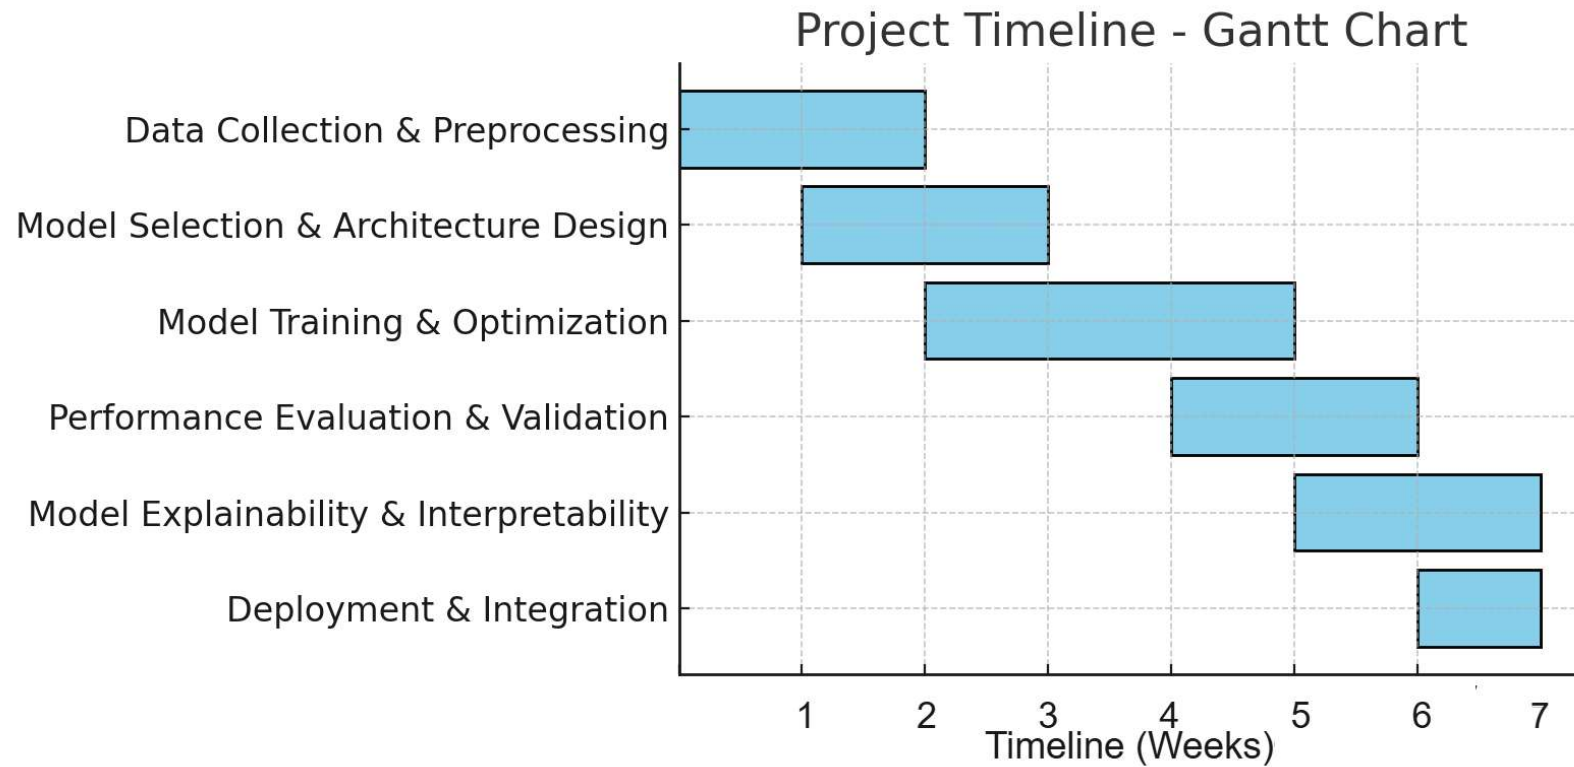 Project Timeline - Gantt Chart
Data Collection & Preprocessing
Model Selection & Architecture Design
Model Training & Optimization
Performance Evaluation & Validation
Model Explainability & Interpretability
Deployment & Integration
1 2 3 4 5 6 7
Timeline (Weeks)